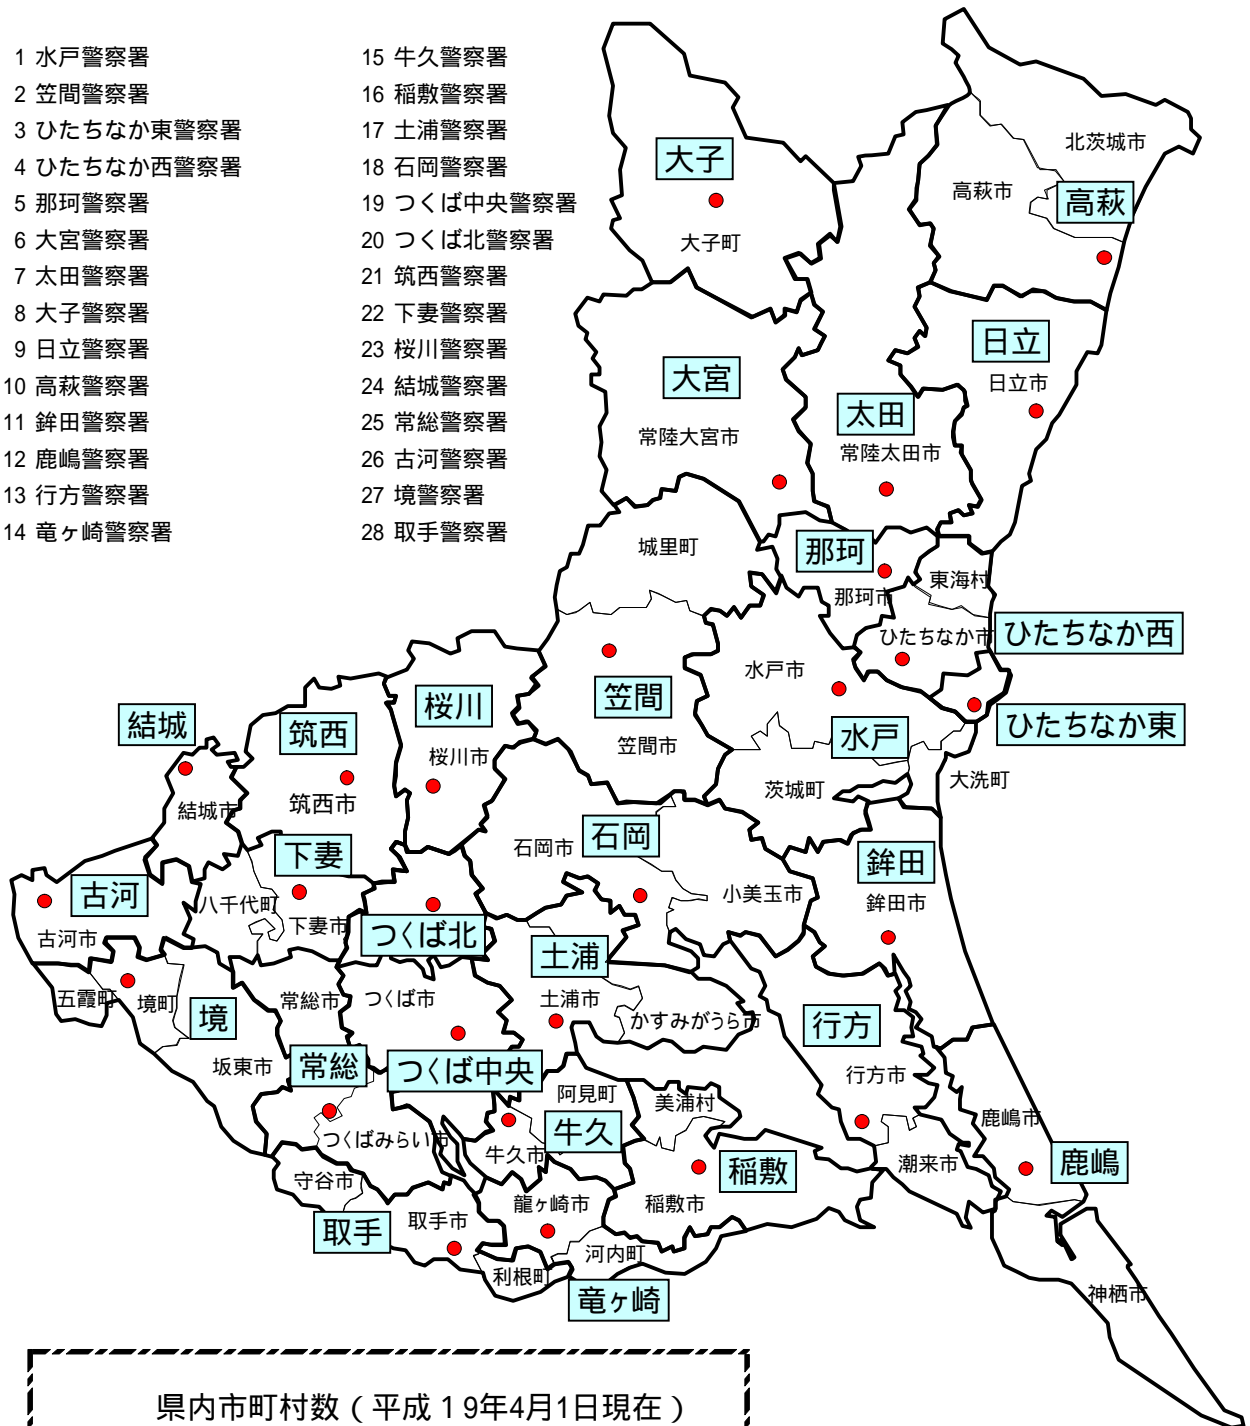 1 水戸警察署
2 笠間警察署
3 ひたちなか東警察署
4 ひたちなか西警察署
5 那珂警察署
6 大宮警察署
7 太田警察署
8 大子警察署
9 日立警察署
10 高萩警察署
11 鉾田警察署
12 鹿嶋警察署
13 行方警察署
14 竜ヶ崎警察署
15 牛久警察署
16 稲敷警察署
17 土浦警察署
18 石岡警察署
19 つくば中央警察署
20 つくば北警察署
21 筑西警察署
22 下妻警察署
23 桜川警察署
24 結城警察署
25 常総警察署
26 古河警察署
27 境警察署
28 取手警察署
北茨城市
大子
高萩市
高萩
大子町
日立
大宮
日立市
太田
常陸大宮市
常陸太田市
城里町
那珂
東海村
那珂市
ひたちなか市
ひたちなか西
水戸市
笠間
桜川
結城
筑西
ひたちなか東
水戸
笠間市
桜川市
大洗町
茨城町
筑西市
結城市
石岡
石岡市
下妻
鉾田
小美玉市
古河
八千代町
鉾田市
下妻市
つくば北
古河市
土浦
五霞町
境町
常総市
つくば市
土浦市
かすみがうら市
境
行方
坂東市
常総
つくば中央
行方市
阿見町
美浦村
鹿嶋市
つくばみらい市
牛久
牛久市
潮来市
鹿嶋
稲敷
守谷市
龍ヶ崎市
稲敷市
取手市
取手
河内町
利根町
竜ヶ崎
神栖市
県内市町村数（平成１9年4月1日現在）